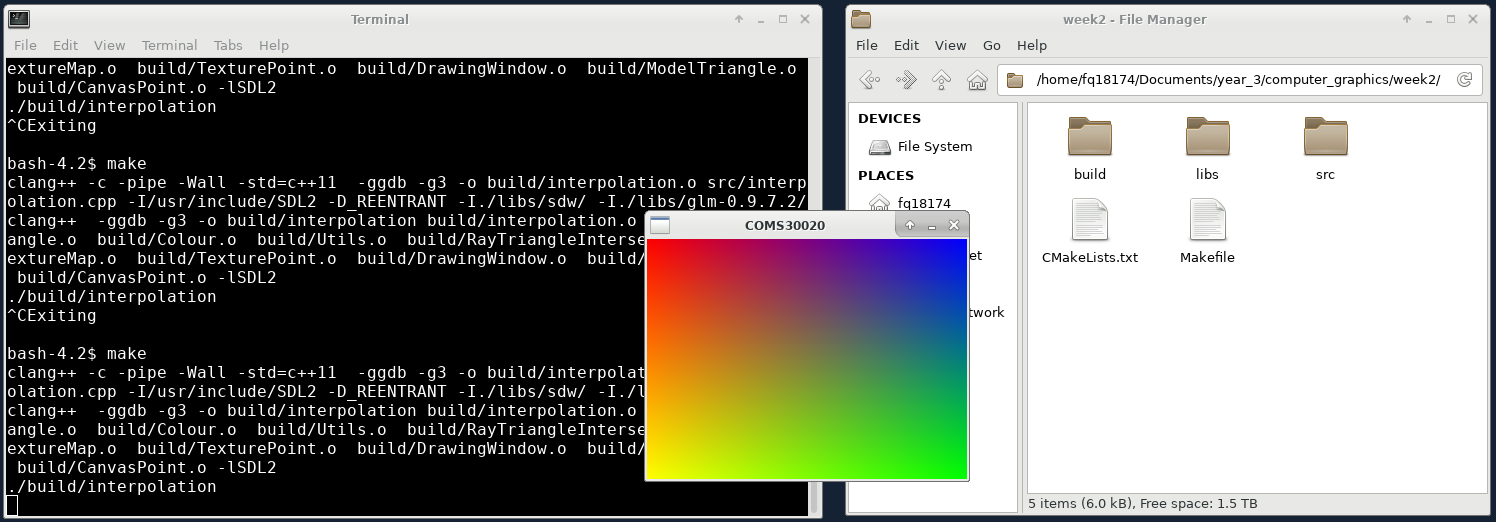 Terminal
File Edit View Terminal Tabs Help
extureMap.o  build/TexturePoint.o  build/DrawingWindow.o  build/ModelTriangle.o
 build/CanvasPoint.o -lSDL2
./build/interpolation
^CExiting
bash-4.2$ make
clang++ -c -pipe -Wall -std=c++11  -ggdb -g3 -o build/interpolation.o src/interp
olation.cpp -I/usr/include/SDL2 -D_REENTRANT -I./libs/sdw/ -I./libs/glm-0.9.7.2/
clang++  -ggdb -g3 -o build/interpolation build/interpolation.o
angle.o  build/Colour.o  build/Utils.o  build/RayTriangleInterse
extureMap.o  build/TexturePoint.o  build/DrawingWindow.o  build/
 build/CanvasPoint.o -lSDL2
./build/interpolation
^CExiting
bash-4.2$ make
clang++ -c -pipe -Wall -std=c++11  -ggdb -g3 -o build/interpolat
olation.cpp -I/usr/include/SDL2 -D_REENTRANT -I./libs/sdw/ -I./l
clang++  -ggdb -g3 -o build/interpolation build/interpolation.o
angle.o  build/Colour.o  build/Utils.o  build/RayTriangleInterse
extureMap.o  build/TexturePoint.o  build/DrawingWindow.o  build/
 build/CanvasPoint.o -lSDL2
./build/interpolation
COMS30020
week2 - File Manager
File Edit View Go Help
/home/fq18174/Documents/year_3/computer_graphics/week2/
DEVICES
File System
PLACES
fq18174
et
twork
build libs src
CMakeLists.txt Makefile
5 items (6.0 kB), Free space: 1.5 TB